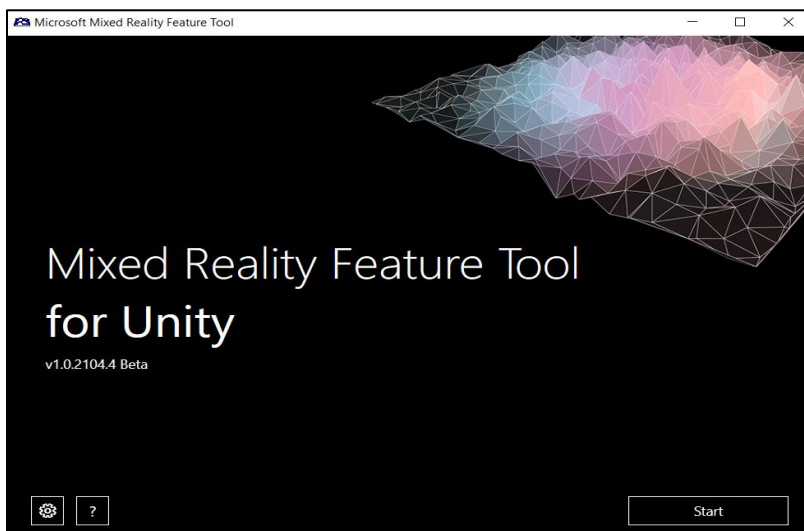 Microsoft Mixed Reality Feature Tool
Mixed Reality Feature Tool
for Unity
v1.0.2104.4 Beta
?
Start